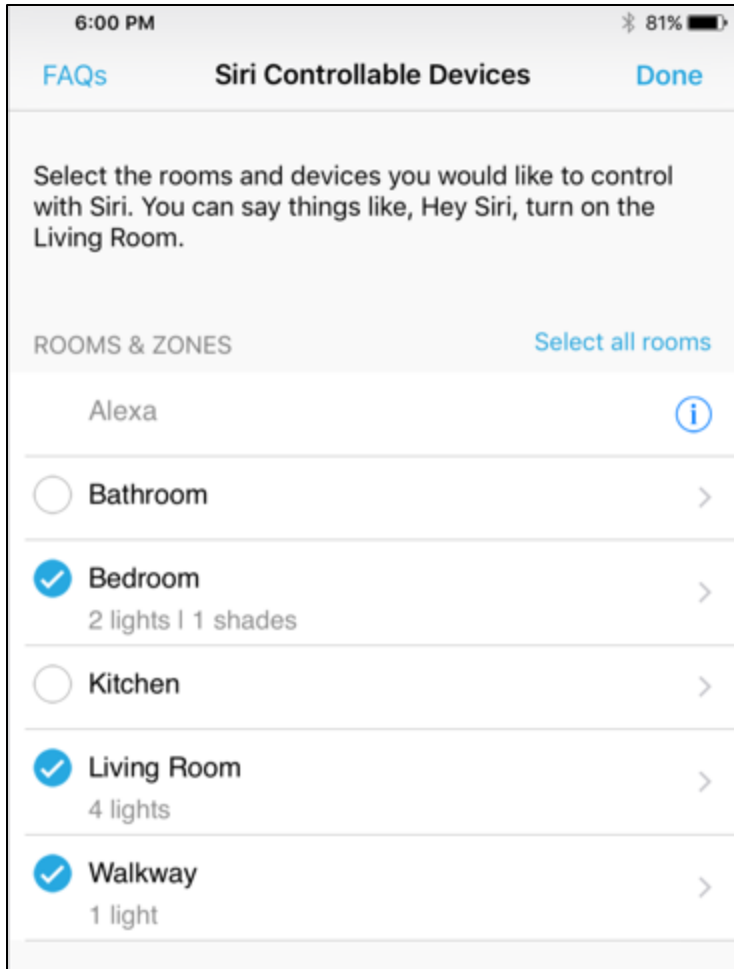 6:00 PM 81%
FAQs Siri Controllable Devices Done
Select the rooms and devices you would like to control
with Siri. You can say things like, Hey Siri, turn on the
Living Room.
ROOMS & ZONES Select all rooms
Alexa i
Bathroom
Bedroom
2 lights | 1 shades
Kitchen
Living Room
4 lights
Walkway
1 light